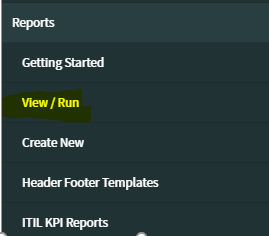 Reports
Getting Started
View / Run
Create New
Header Footer Templates
ITIL KPI Reports